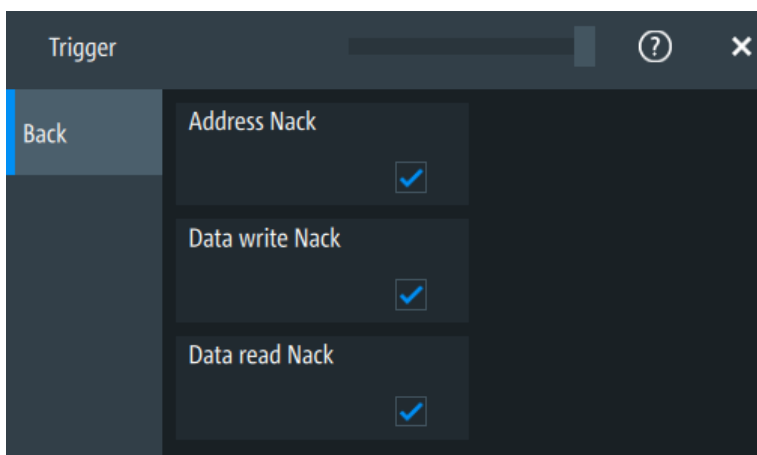 Trigger
?
Back
Address Nack
Data write Nack
Data read Nack